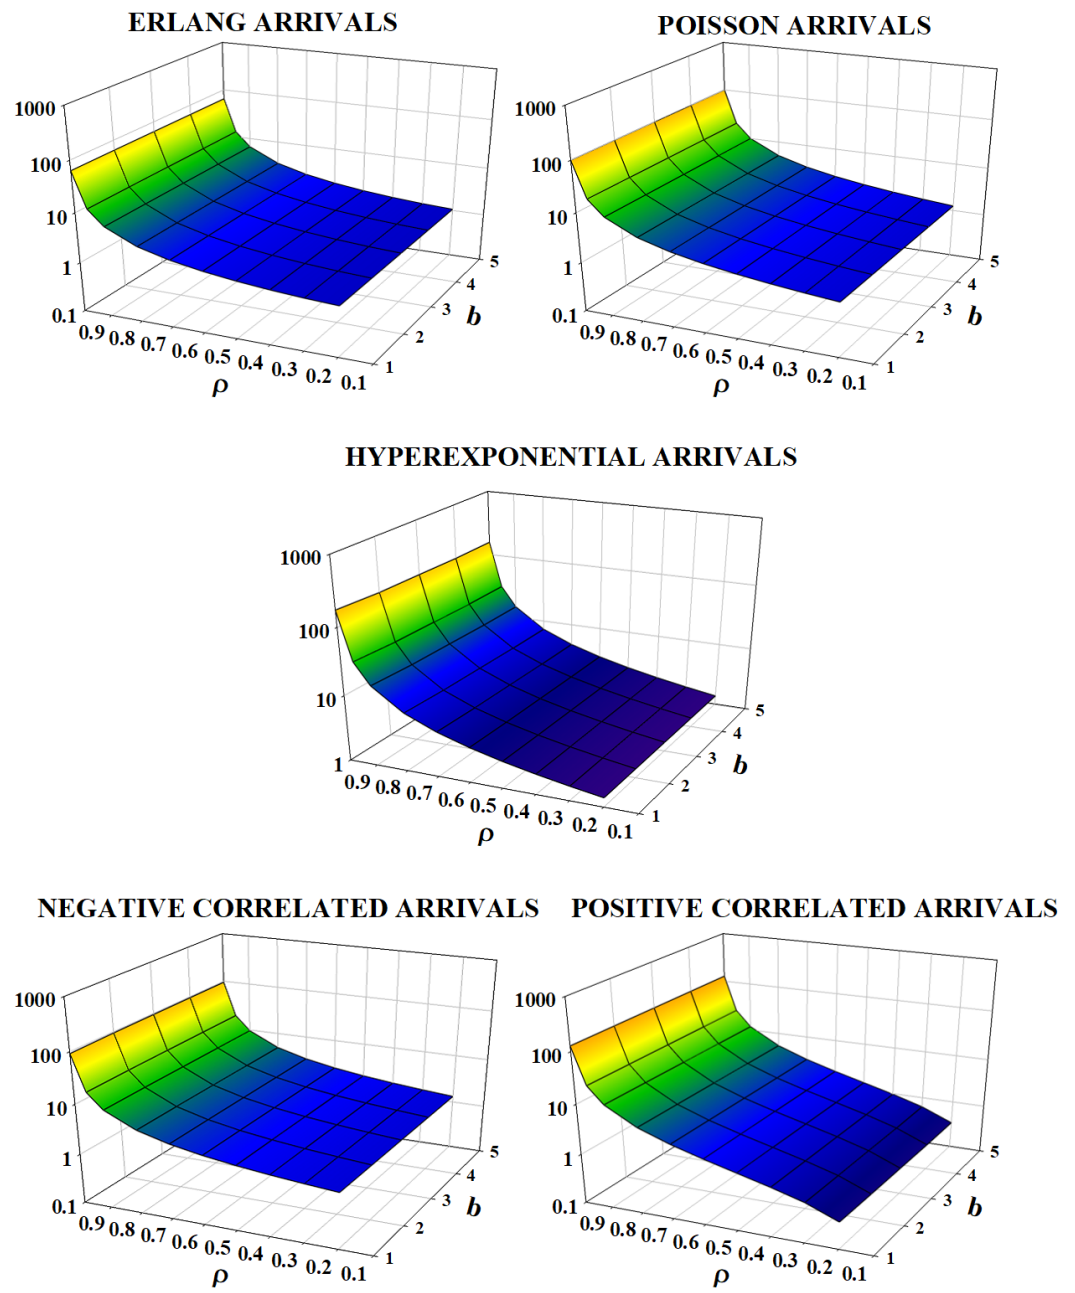 ERLANG ARRIVALS
1000
100
10
1
0.1
0.9 0.8 0.7 0.6 0.5 0.4 0.3 0.2 0.1
ρ
1 2 3 4 5
b
POISSON ARRIVALS
1000
100
10
1
0.1
0.9 0.8 0.7 0.6 0.5 0.4 0.3 0.2 0.1
ρ
1 2 3 4 5
b
HYPEREXPONENTIAL ARRIVALS
1000
100
10
1
0.9 0.8 0.7 0.6 0.5 0.4 0.3 0.2 0.1
ρ
1 2 3 4 5
b
NEGATIVE CORRELATED ARRIVALS
1000
100
10
1
0.1
0.9 0.8 0.7 0.6 0.5 0.4 0.3 0.2 0.1
ρ
1 2 3 4 5
b
POSITIVE CORRELATED ARRIVALS
1000
100
10
1
0.1
0.9 0.8 0.7 0.6 0.5 0.4 0.3 0.2 0.1
ρ
1 2 3 4 5
b